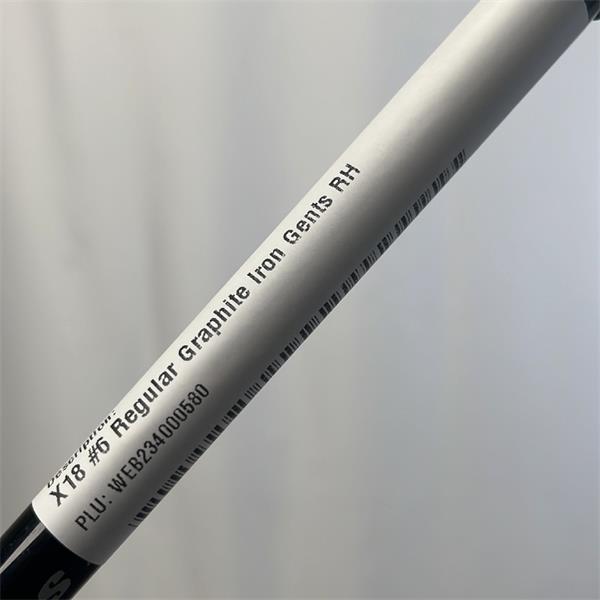 Description:
X18 #6 Regular Graphite Iron Gents RH
PLU: WEB234000580
S